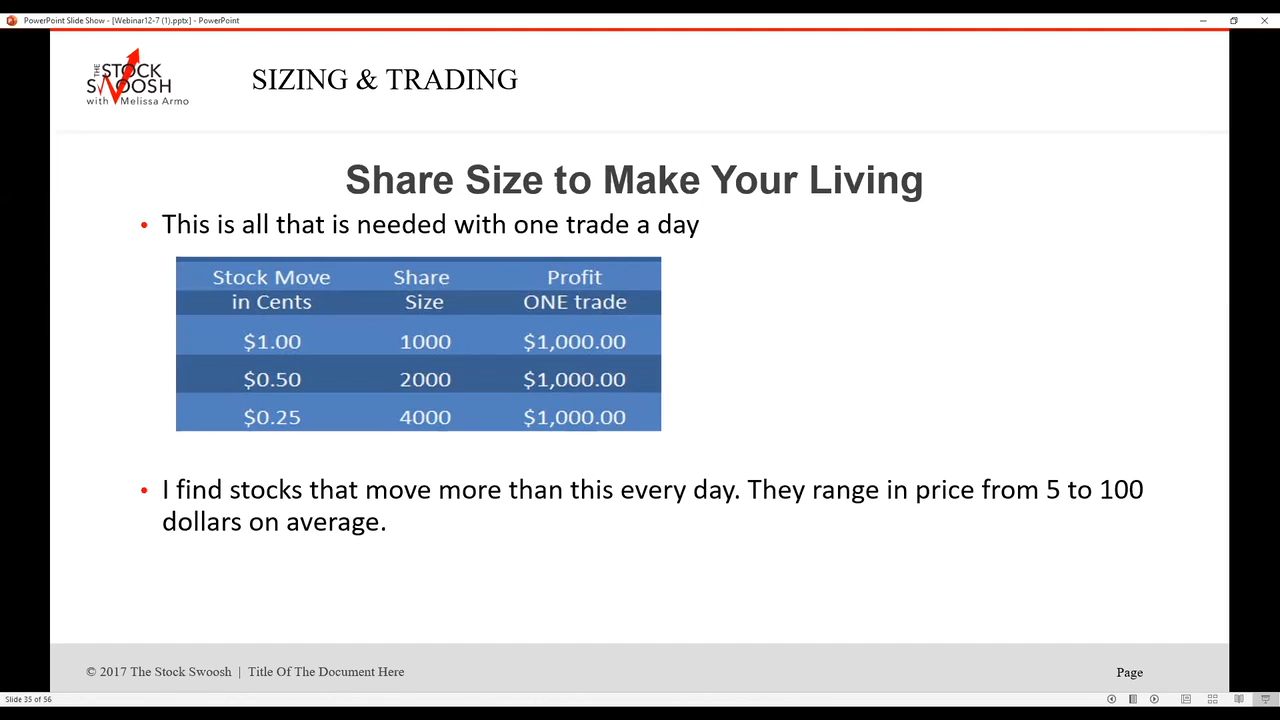 PowerPoint Slide Show - [Webinar12-7 (1).pptx] - PowerPoint
THE
STOCK
SWOOSH
with Melissa Armo
SIZING & TRADING
Share Size to Make Your Living
• This is all that is needed with one trade a day
Stock Move Share Profit
in Cents Size ONE trade
$1.00 1000 $1,000.00
$0.50 2000 $1,000.00
$0.25 4000 $1,000.00
• I find stocks that move more than this every day. They range in price from 5 to 100
dollars on average.
© 2017 The Stock Swoosh | Title Of The Document Here
Page
Slide 35 of 56